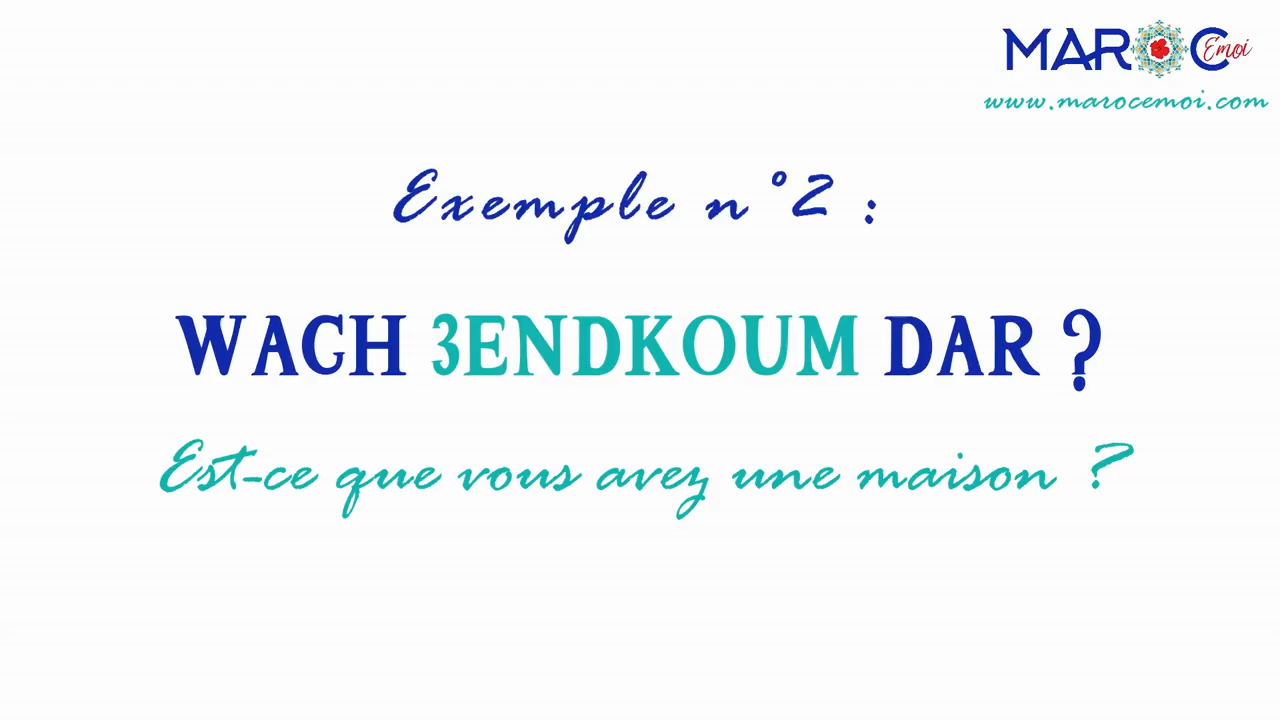 MAROC Emoi
www.marocemoi.com
Exemple n°2 :
WACH 3ENDKOUM DAR ?
Est-ce que vous avez une maison ?